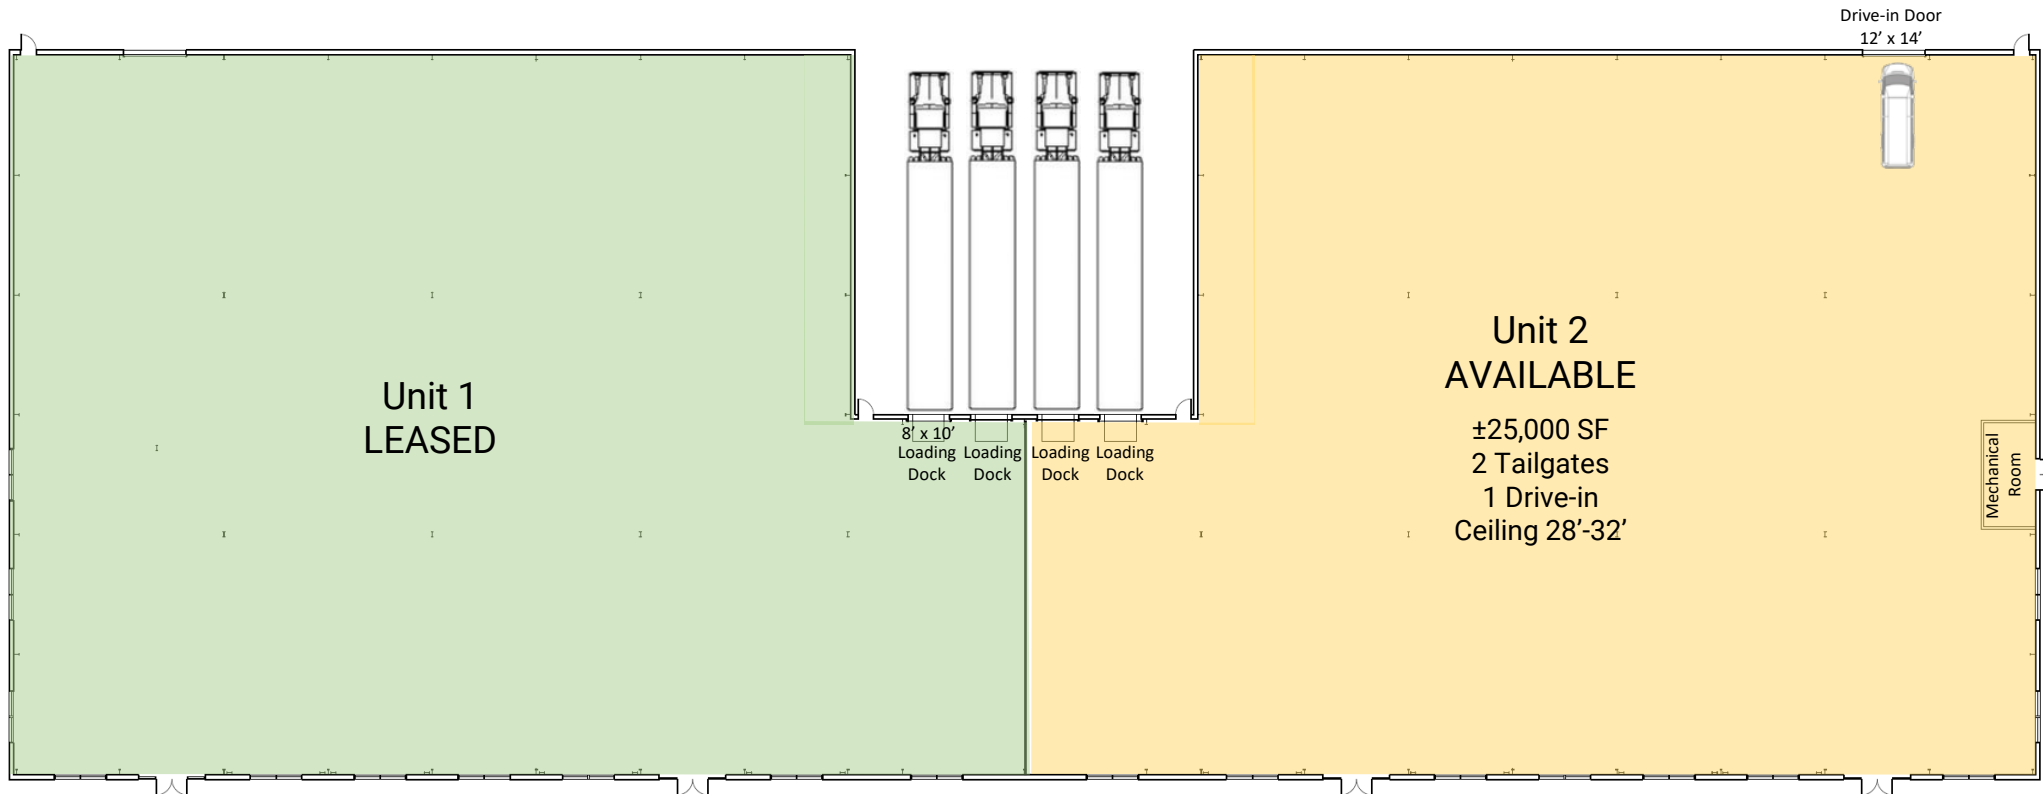 Drive-in Door
12’ x 14’
Unit 1
LEASED
8’ x 10’
Loading Dock
Loading Dock
Loading Dock
Loading Dock
Unit 2
AVAILABLE
±25,000 SF
2 Tailgates
1 Drive-in
Ceiling 28’-32’
Mechanical
Room